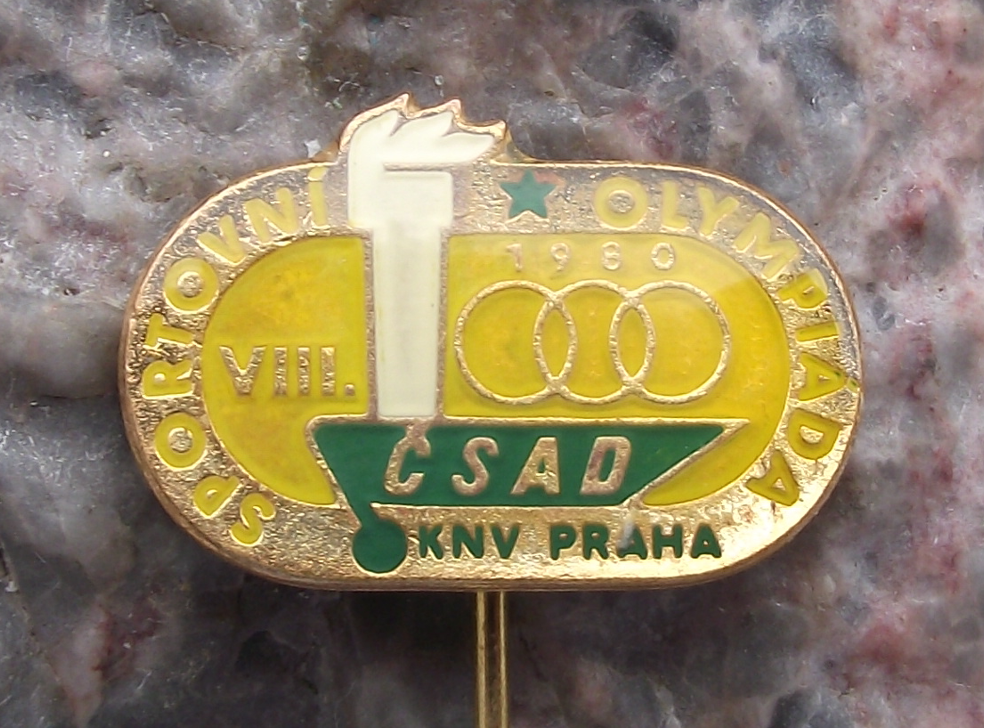 SPORTOVNÍ OLYMPIÁDA
1980
VIII.
ČSAD
KNV PRAHA